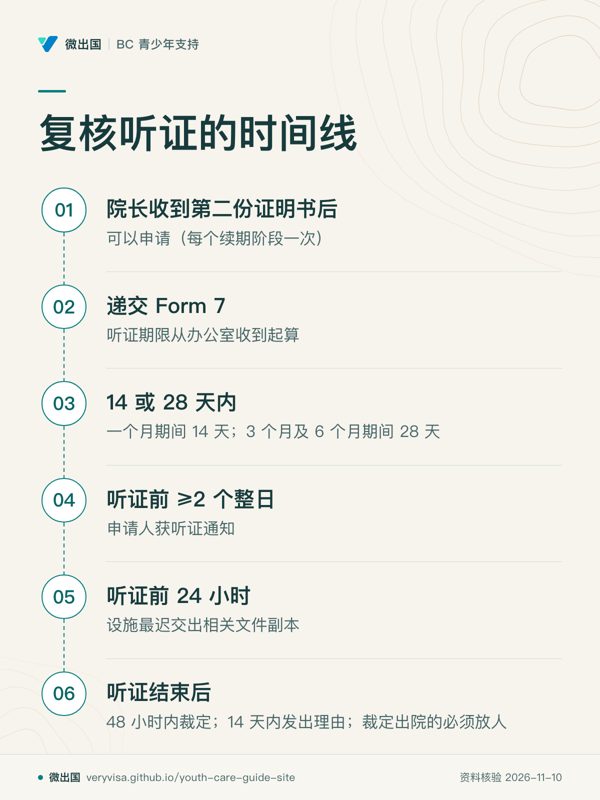 微出国 | BC 青少年支持
复核听证的时间线
01
院长收到第二份证明书后
可以申请（每个续期阶段一次）
02
递交 Form 7
听证期限从办公室收到起算
03
14 或 28 天内
一个月期间 14 天；3 个月及 6 个月期间 28 天
04
听证前 ≥2 个整日
申请人获听证通知
05
听证前 24 小时
设施最迟交出相关文件副本
06
听证结束后
48 小时内裁定；14 天内发出理由；裁定出院的必须放人
微出国 veryvisa.github.io/youth-care-guide-site
资料核验 2026-11-10